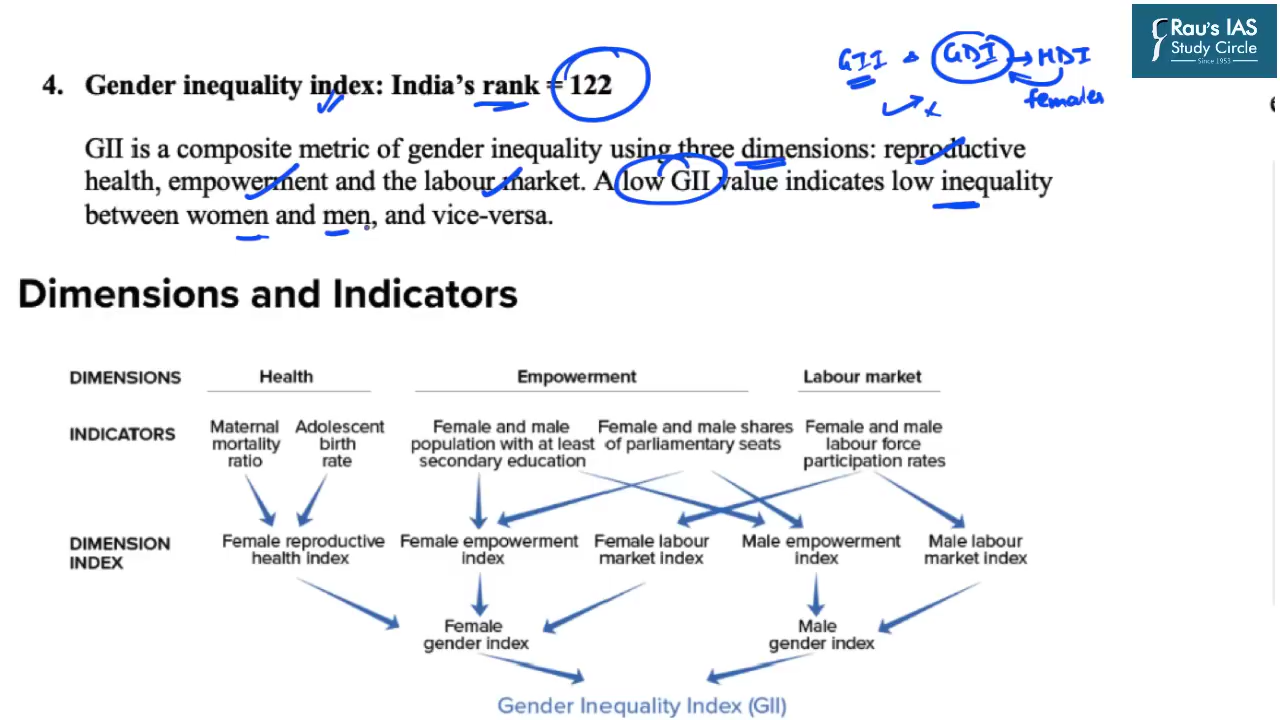 Rau's IAS
Study Circle
Since 1953
GII & GDI → HDI
females
4. Gender inequality index: India's rank = 122
GII is a composite metric of gender inequality using three dimensions: reproductive
health, empowerment and the labour market. A low GII value indicates low inequality
between women and men, and vice-versa.
Dimensions and Indicators
DIMENSIONS Health Empowerment Labour market
INDICATORS
Maternal
mortality
ratio
Adolescent
birth
rate
Female and male
population with at least
secondary education
Female and male shares
of parliamentary seats
Female and male
labour force
participation rates
DIMENSION
INDEX
Female reproductive
health index
Female empowerment
index
Female labour
market index
Male empowerment
index
Male labour
market index
Female
gender index
Male
gender index
Gender Inequality Index (GII)